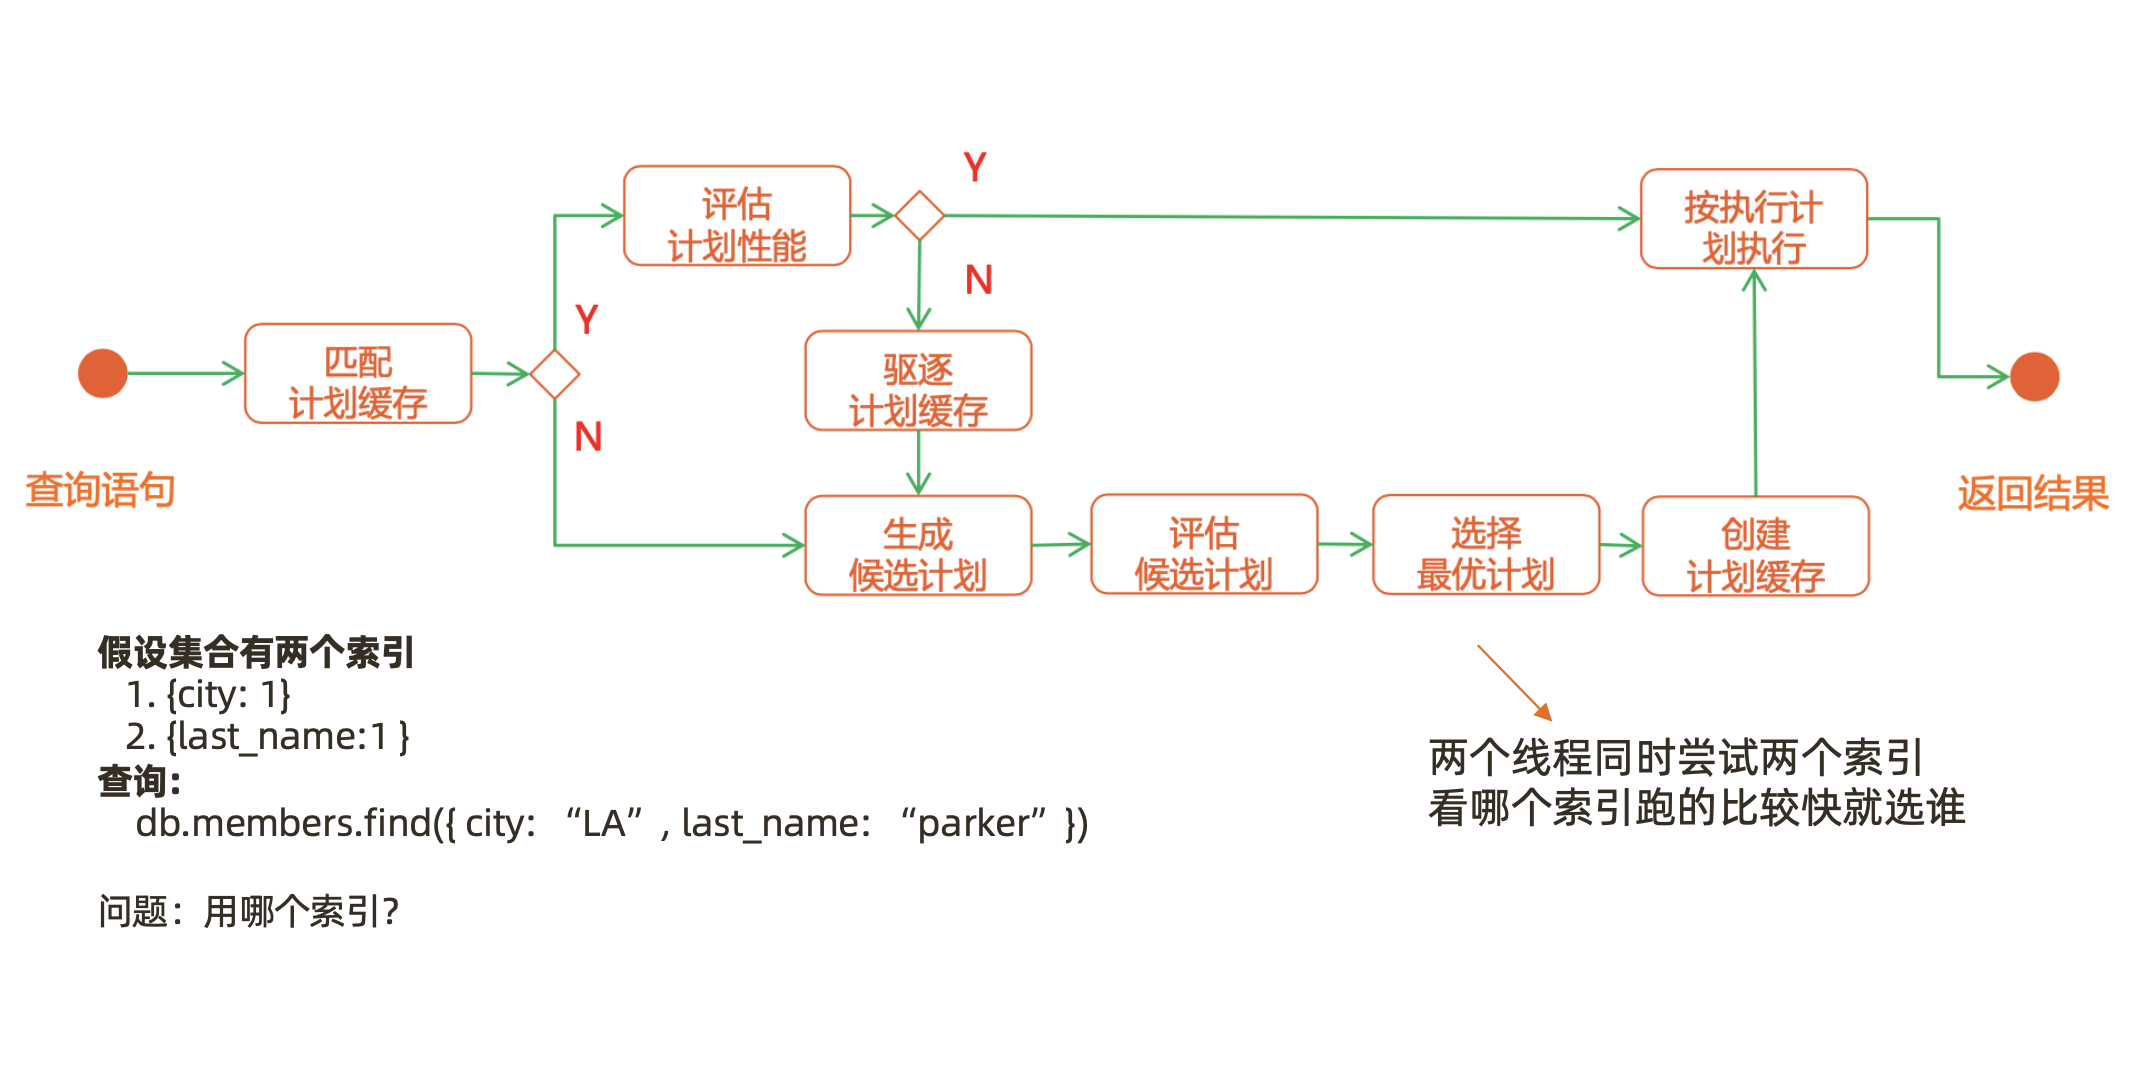 查询语句
匹配
计划缓存
Y
N
评估
计划性能
Y
N
驱逐
计划缓存
生成
候选计划
评估
候选计划
选择
最优计划
创建
计划缓存
按执行计
划执行
返回结果
假设集合有两个索引
1. {city: 1}
2. {last_name:1 }
查询：
db.members.find({ city: “LA”, last_name: “parker” })
问题：用哪个索引？
两个线程同时尝试两个索引
看哪个索引跑的比较快就选谁